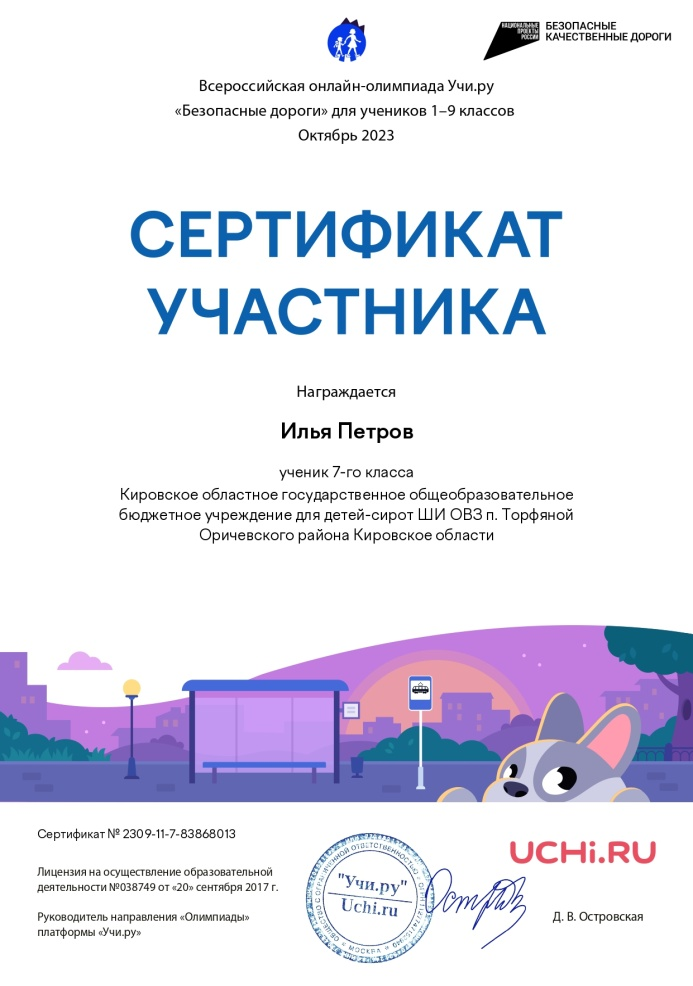 НАЦИОНАЛЬНЫЕ
ПРОЕКТЫ
РОССИИ
БЕЗОПАСНЫЕ
КАЧЕСТВЕННЫЕ ДОРОГИ
Всероссийская онлайн-олимпиада Учи.ру
«Безопасные дороги» для учеников 1–9 классов
Октябрь 2023
СЕРТИФИКАТ
УЧАСТНИКА
Награждается
Илья Петров
ученик 7-го класса
Кировское областное государственное общеобразовательное
бюджетное учреждение для детей-сирот ШИ ОВЗ п. Торфяной
Оричевского района Кировское области
Сертификат № 2309-11-7-83868013
Лицензия на осуществление образовательной
деятельности №038749 от «20» сентября 2017 г.
Руководитель направления «Олимпиады»
платформы «Учи.ру»
ОБЩЕСТВО С ОГРАНИЧЕННОЙ ОТВЕТСТВЕННОСТЬЮ
МОСКВА
"Учи.ру"
Uchi.ru
UCHi.RU
Д. В. Островская